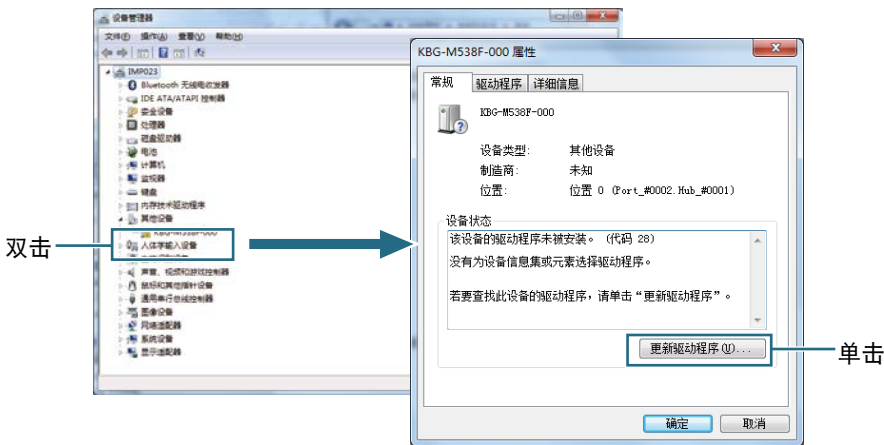 设备管理器
文件(F) 操作(A) 查看(V) 帮助(H)
IMP023
Bluetooth 无线电收发器
IDE ATA/ATAPI 控制器
安全设备
处理器
磁盘驱动器
电池
计算机
监视器
键盘
内存技术驱动程序
其他设备
KBG-M538F-000
人体学输入设备
声音、视频和游戏控制器
鼠标和其他指针设备
通用串行总线控制器
图像设备
网络适配器
系统设备
显示适配器
双击
KBG-M538F-000 属性
常规 驱动程序 详细信息
KBG-M538F-000
设备类型: 其他设备
制造商: 未知
位置: 位置 0 (Port_#0002.Hub_#0001)
设备状态
该设备的驱动程序未被安装。 (代码 28)
没有为设备信息集或元素选择驱动程序。
若要查找此设备的驱动程序，请单击“更新驱动程序”。
更新驱动程序(U)...
确定 取消
单击